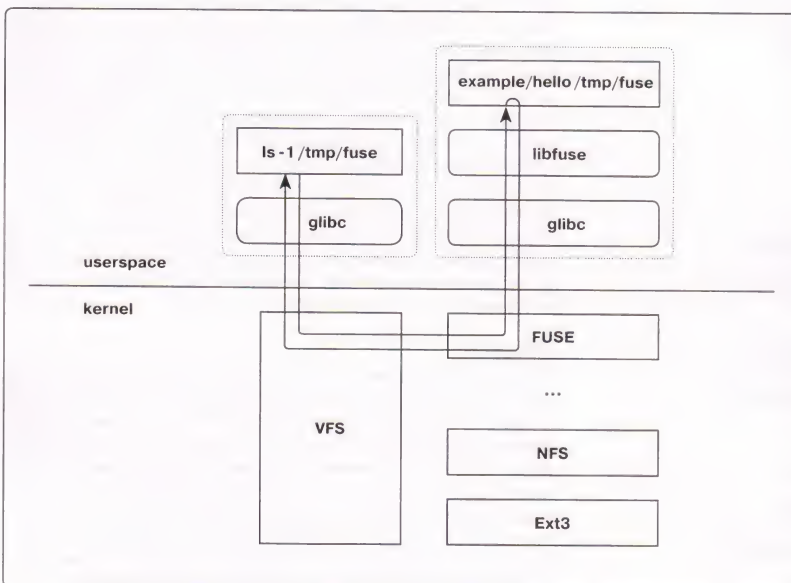 example/hello /tmp/fuse
ls -1 /tmp/fuse
libfuse
glibc
glibc
userspace
kernel
FUSE
...
VFS
NFS
Ext3